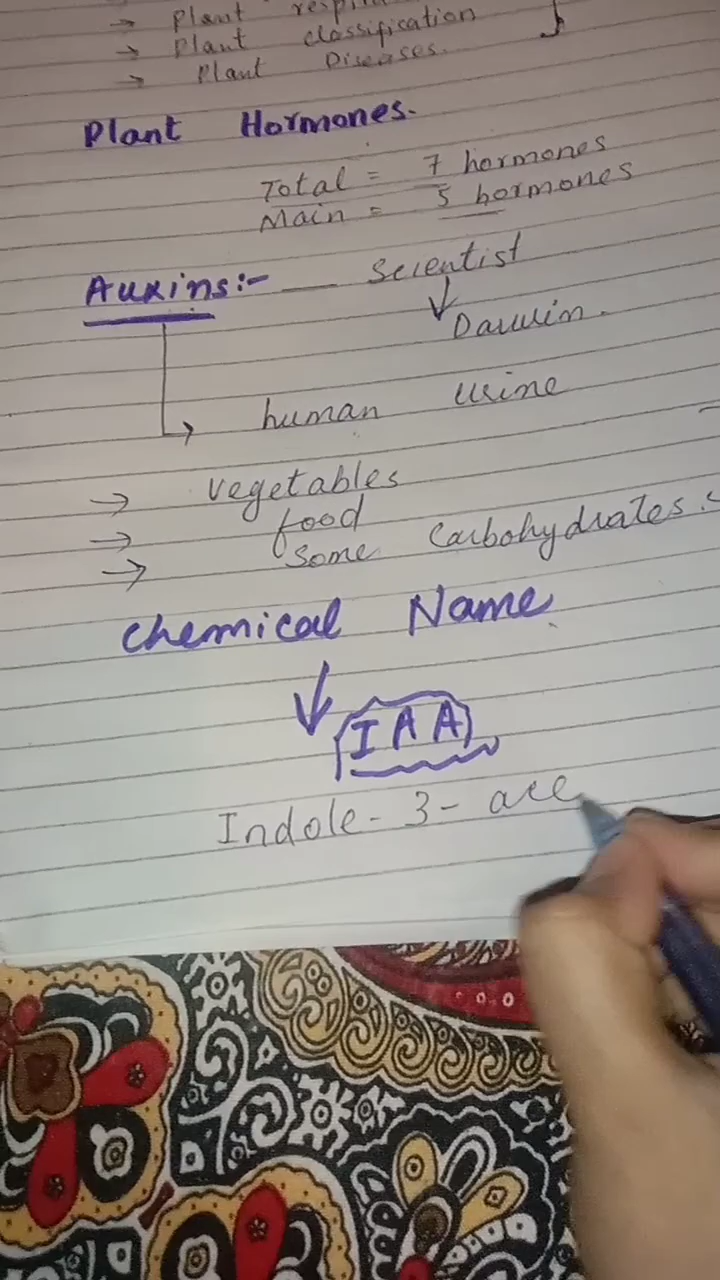 → Plant
→ Plant classification
→ Plant Diseases.
Plant Hormones.
Total = 7 hormones
Main = 5 hormones
Auxins:- — Scientist
↓ Darwin.
→ human urine
→ vegetables
→ food
→ Some Carbohydrates.
Chemical Name
↓
IAA
Indole-3-ace